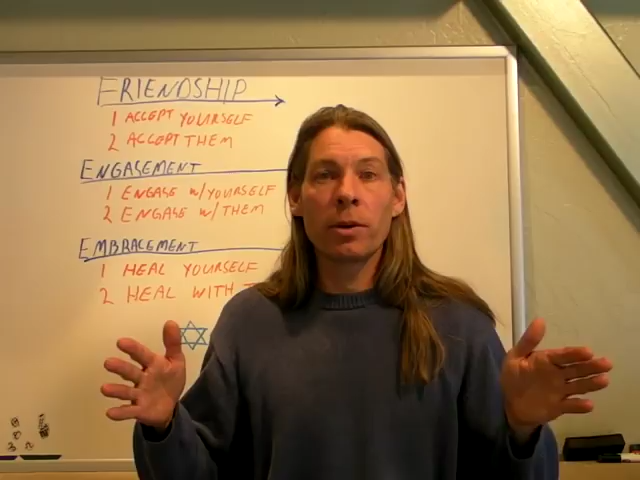 FRIENDSHIP
1 ACCEPT YOURSELF
2 ACCEPT THEM
ENGAGEMENT
1 ENGAGE W/YOURSELF
2 ENGAGE W/THEM
EMBRACEMENT
1 HEAL YOURSELF
2 HEAL WITH